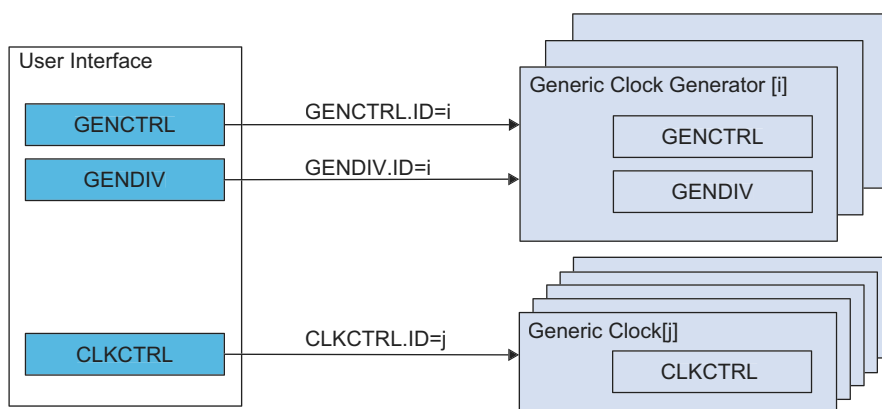 User Interface
GENCTRL
GENDIV
CLKCTRL
GENCTRL.ID=i
GENDIV.ID=i
CLKCTRL.ID=j
Generic Clock Generator [i]
GENCTRL
GENDIV
Generic Clock[j]
CLKCTRL